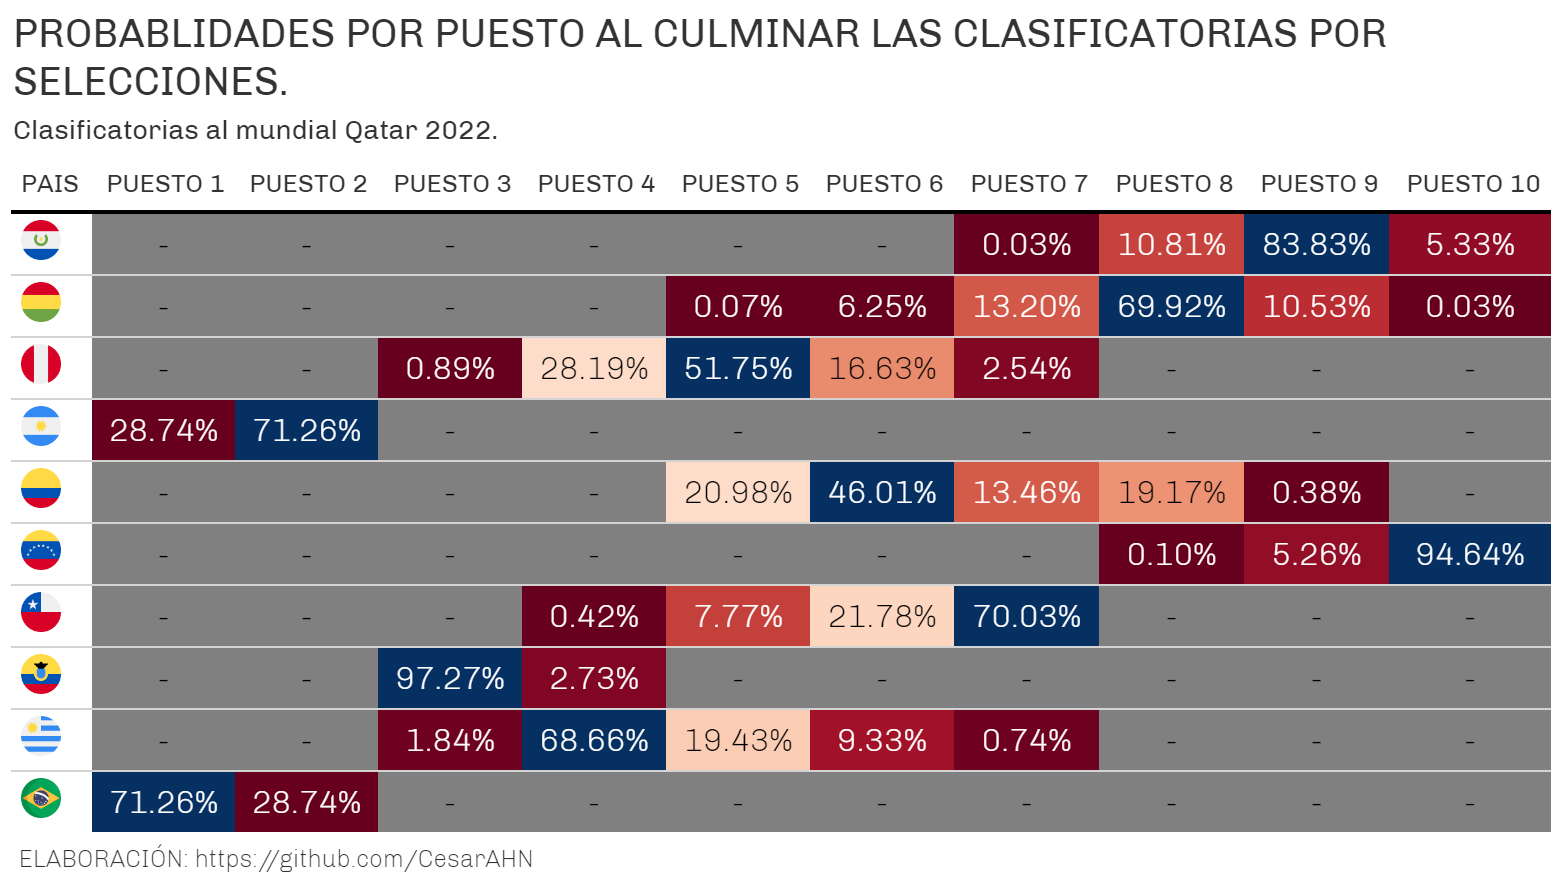 PROBABLIDADES POR PUESTO AL CULMINAR LAS CLASIFICATORIAS POR
SELECCIONES.
Clasificatorias al mundial Qatar 2022.
PAIS PUESTO 1 PUESTO 2 PUESTO 3 PUESTO 4 PUESTO 5 PUESTO 6 PUESTO 7 PUESTO 8 PUESTO 9 PUESTO 10
- - - - - - 0.03% 10.81% 83.83% 5.33%
- - - - 0.07% 6.25% 13.20% 69.92% 10.53% 0.03%
- - 0.89% 28.19% 51.75% 16.63% 2.54% - - -
28.74% 71.26% - - - - - - - -
- - - - 20.98% 46.01% 13.46% 19.17% 0.38% -
- - - - - - - 0.10% 5.26% 94.64%
- - - 0.42% 7.77% 21.78% 70.03% - - -
- - 97.27% 2.73% - - - - - -
- - 1.84% 68.66% 19.43% 9.33% 0.74% - - -
71.26% 28.74% - - - - - - - -
ELABORACIÓN: https://github.com/CesarAHN